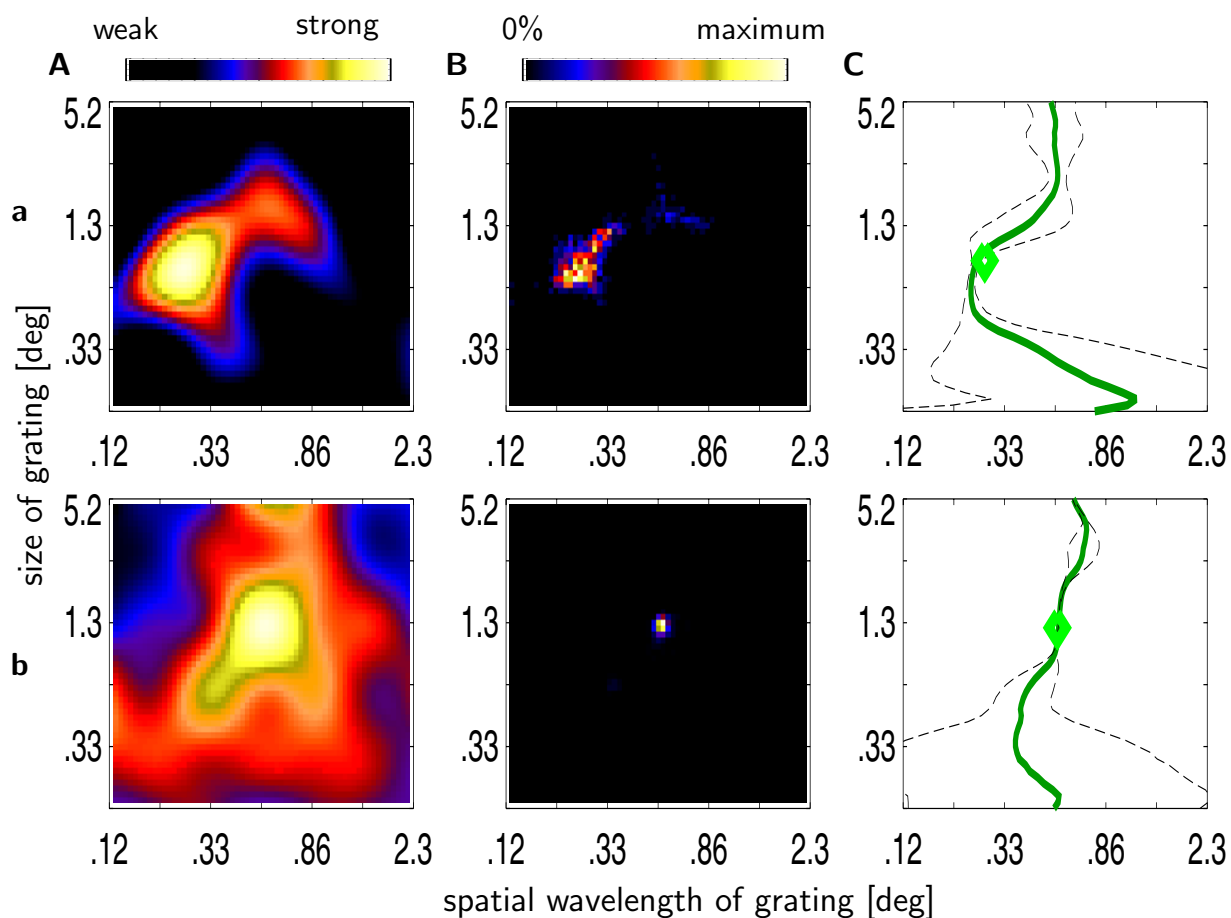 weak strong 0% maximum
A B C
5.2 5.2 5.2
a 1.3 1.3 1.3
.33 .33 .33
.12 .33 .86 2.3 .12 .33 .86 2.3 .12 .33 .86 2.3
size of grating [deg]
5.2 5.2 5.2
b 1.3 1.3 1.3
.33 .33 .33
.12 .33 .86 2.3 .12 .33 .86 2.3 .12 .33 .86 2.3
spatial wavelength of grating [deg]